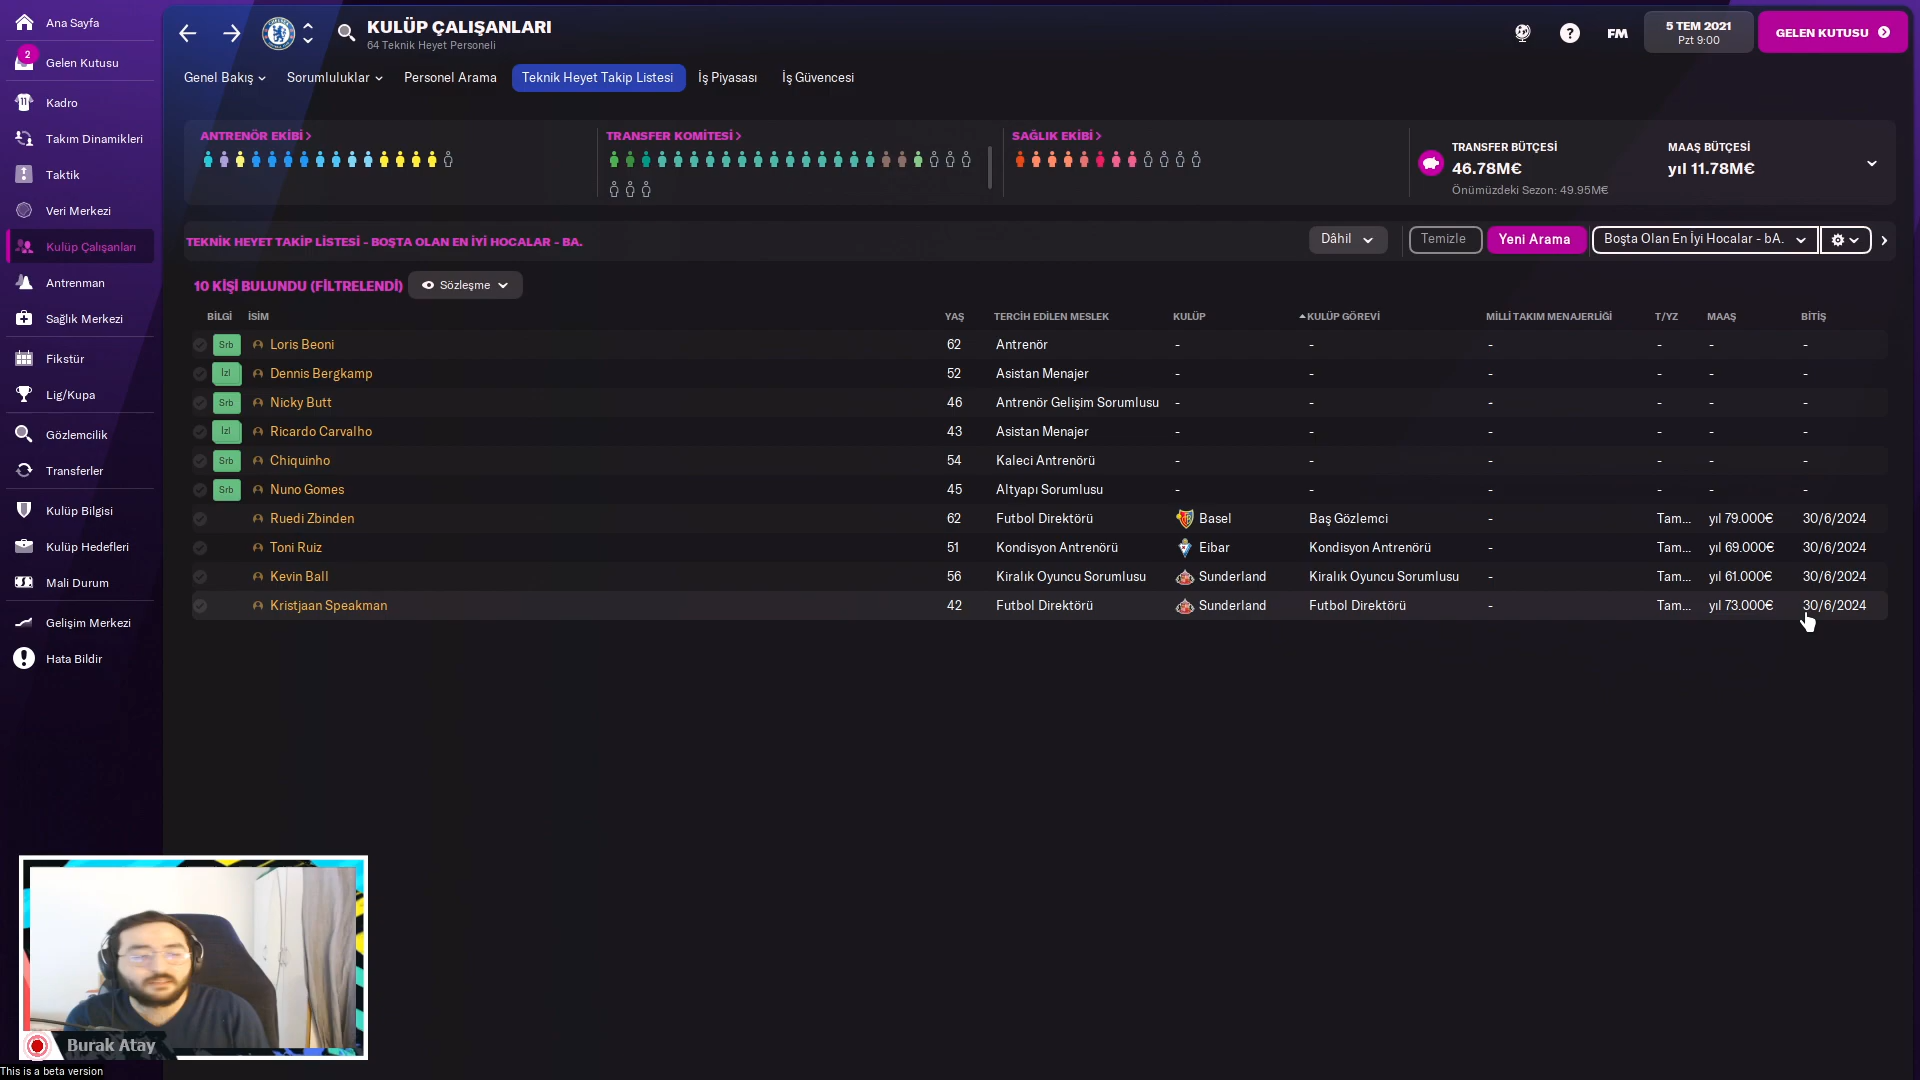 Ana Sayfa
2
Gelen Kutusu
Kadro
Takım Dinamikleri
Taktik
Veri Merkezi
Kulüp Çalışanları
Antrenman
Sağlık Merkezi
Fikstür
Lig/Kupa
Gözlemcilik
Transferler
Kulüp Bilgisi
Kulüp Hedefleri
Mali Durum
Gelişim Merkezi
Hata Bildir
KULÜP ÇALIŞANLARI
64 Teknik Heyet Personeli
FM
5 TEM 2021
Pzt 9:00
GELEN KUTUSU
Genel Bakış Sorumluluklar Personel Arama Teknik Heyet Takip Listesi İş Piyasası İş Güvencesi
ANTRENÖR EKİBİ>
TRANSFER KOMİTESİ>
SAĞLIK EKİBİ>
TRANSFER BÜTÇESİ
46.78M€
Önümüzdeki Sezon: 49.95M€
MAAŞ BÜTÇESİ
yıl 11.78M€
TEKNİK HEYET TAKİP LİSTESİ - BOŞTA OLAN EN İYİ HOCALAR - BA.
Dâhil Temizle Yeni Arama Boşta Olan En İyi Hocalar - bA.
10 KİŞİ BULUNDU (FİLTRELENDİ) Sözleşme
BİLGİ İSİM YAŞ TERCİH EDİLEN MESLEK KULÜP KULÜP GÖREVİ MİLLİ TAKIM MENAJERLİĞİ T/YZ MAAŞ BİTİŞ
Srb Loris Beoni 62 Antrenör - - - - - -
İzl Dennis Bergkamp 52 Asistan Menajer - - - - - -
Srb Nicky Butt 46 Antrenör Gelişim Sorumlusu - - - - - -
İzl Ricardo Carvalho 43 Asistan Menajer - - - - - -
Srb Chiquinho 54 Kaleci Antrenörü - - - - - -
Srb Nuno Gomes 45 Altyapı Sorumlusu - - - - - -
Ruedi Zbinden 62 Futbol Direktörü Basel Baş Gözlemci - Tam... yıl 79.000€ 30/6/2024
Toni Ruiz 51 Kondisyon Antrenörü Eibar Kondisyon Antrenörü - Tam... yıl 69.000€ 30/6/2024
Kevin Ball 56 Kiralık Oyuncu Sorumlusu Sunderland Kiralık Oyuncu Sorumlusu - Tam... yıl 61.000€ 30/6/2024
Kristjaan Speakman 42 Futbol Direktörü Sunderland Futbol Direktörü - Tam... yıl 73.000€ 30/6/2024
Burak Atay
This is a beta version